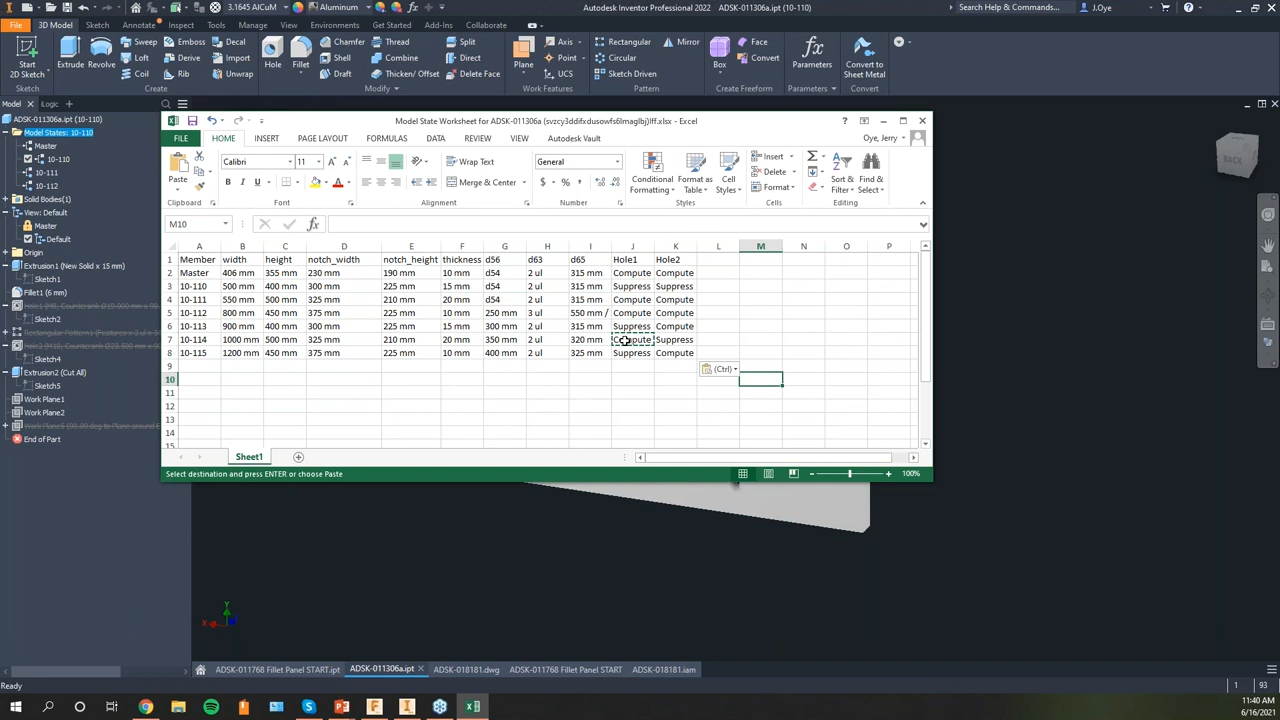 3.1645 AlCuM
Aluminum
Autodesk Inventor Professional 2022   ADSK-011306a.ipt (10-110)
Search Help & Commands...
J.Oye
File
3D Model
Sketch
Annotate
Inspect
Tools
Manage
View
Environments
Get Started
Add-Ins
Collaborate
Start
2D Sketch
Extrude
Revolve
Sweep
Emboss
Decal
Loft
Derive
Import
Coil
Rib
Unwrap
Hole
Fillet
Chamfer
Thread
Split
Shell
Combine
Direct
Draft
Thicken/ Offset
Delete Face
Plane
Axis
Point
UCS
Rectangular
Mirror
Circular
Sketch Driven
Box
Face
Convert
Parameters
Convert to
Sheet Metal
Sketch
Create
Modify
Work Features
Pattern
Create Freeform
Parameters
Convert
Model
Logic
ADSK-011306a.ipt (10-110)
Model States: 10-110
Master
10-110
10-111
10-112
Solid Bodies(1)
View: Default
Master
Default
Extrusion1 (New Solid x 15 mm)
Sketch1
Fillet1 (6 mm)
Sketch2
Sketch4
Extrusion2 (Cut All)
Sketch5
Work Plane1
Work Plane2
End of Part
Oye, Jerry
FILE
HOME
INSERT
PAGE LAYOUT
FORMULAS
DATA
REVIEW
VIEW
Autodesk Vault
Paste
Calibri
11
Wrap Text
Merge & Center
General
Conditional
Formatting
Format as
Table
Cell
Styles
Insert
Delete
Format
Sort &
Filter
Find &
Select
Clipboard
Font
Alignment
Number
Styles
Cells
Editing
M10
A B C D E F G H I J K L M N O P
1 Member width height notch_width notch_height thickness d56 d63 d65 Hole1 Hole2
2 Master 406 mm 355 mm 230 mm 190 mm 10 mm d54 2 ul 315 mm Compute Compute
3 10-110 500 mm 400 mm 300 mm 225 mm 15 mm d54 2 ul 315 mm Suppress Suppress
4 10-111 550 mm 500 mm 325 mm 210 mm 20 mm d54 2 ul 315 mm Compute Compute
5 10-112 800 mm 450 mm 375 mm 225 mm 10 mm 250 mm 3 ul 550 mm / Compute Compute
6 10-113 900 mm 400 mm 300 mm 225 mm 15 mm 300 mm 2 ul 315 mm Suppress Compute
7 10-114 1000 mm 500 mm 325 mm 210 mm 20 mm 350 mm 2 ul 320 mm Compute Suppress
8 10-115 1200 mm 450 mm 375 mm 225 mm 10 mm 400 mm 2 ul 325 mm Suppress Compute
9
(Ctrl)
10
11
12
13
14
15
Sheet1
Select destination and press ENTER or choose Paste
100%
BACK
Y
X
ADSK-011768 Fillet Panel START.ipt
ADSK-011306a.ipt
ADSK-018181.dwg
ADSK-011768 Fillet Panel START
ADSK-018181.iam
Ready
1
93
11:40 AM
6/16/2021